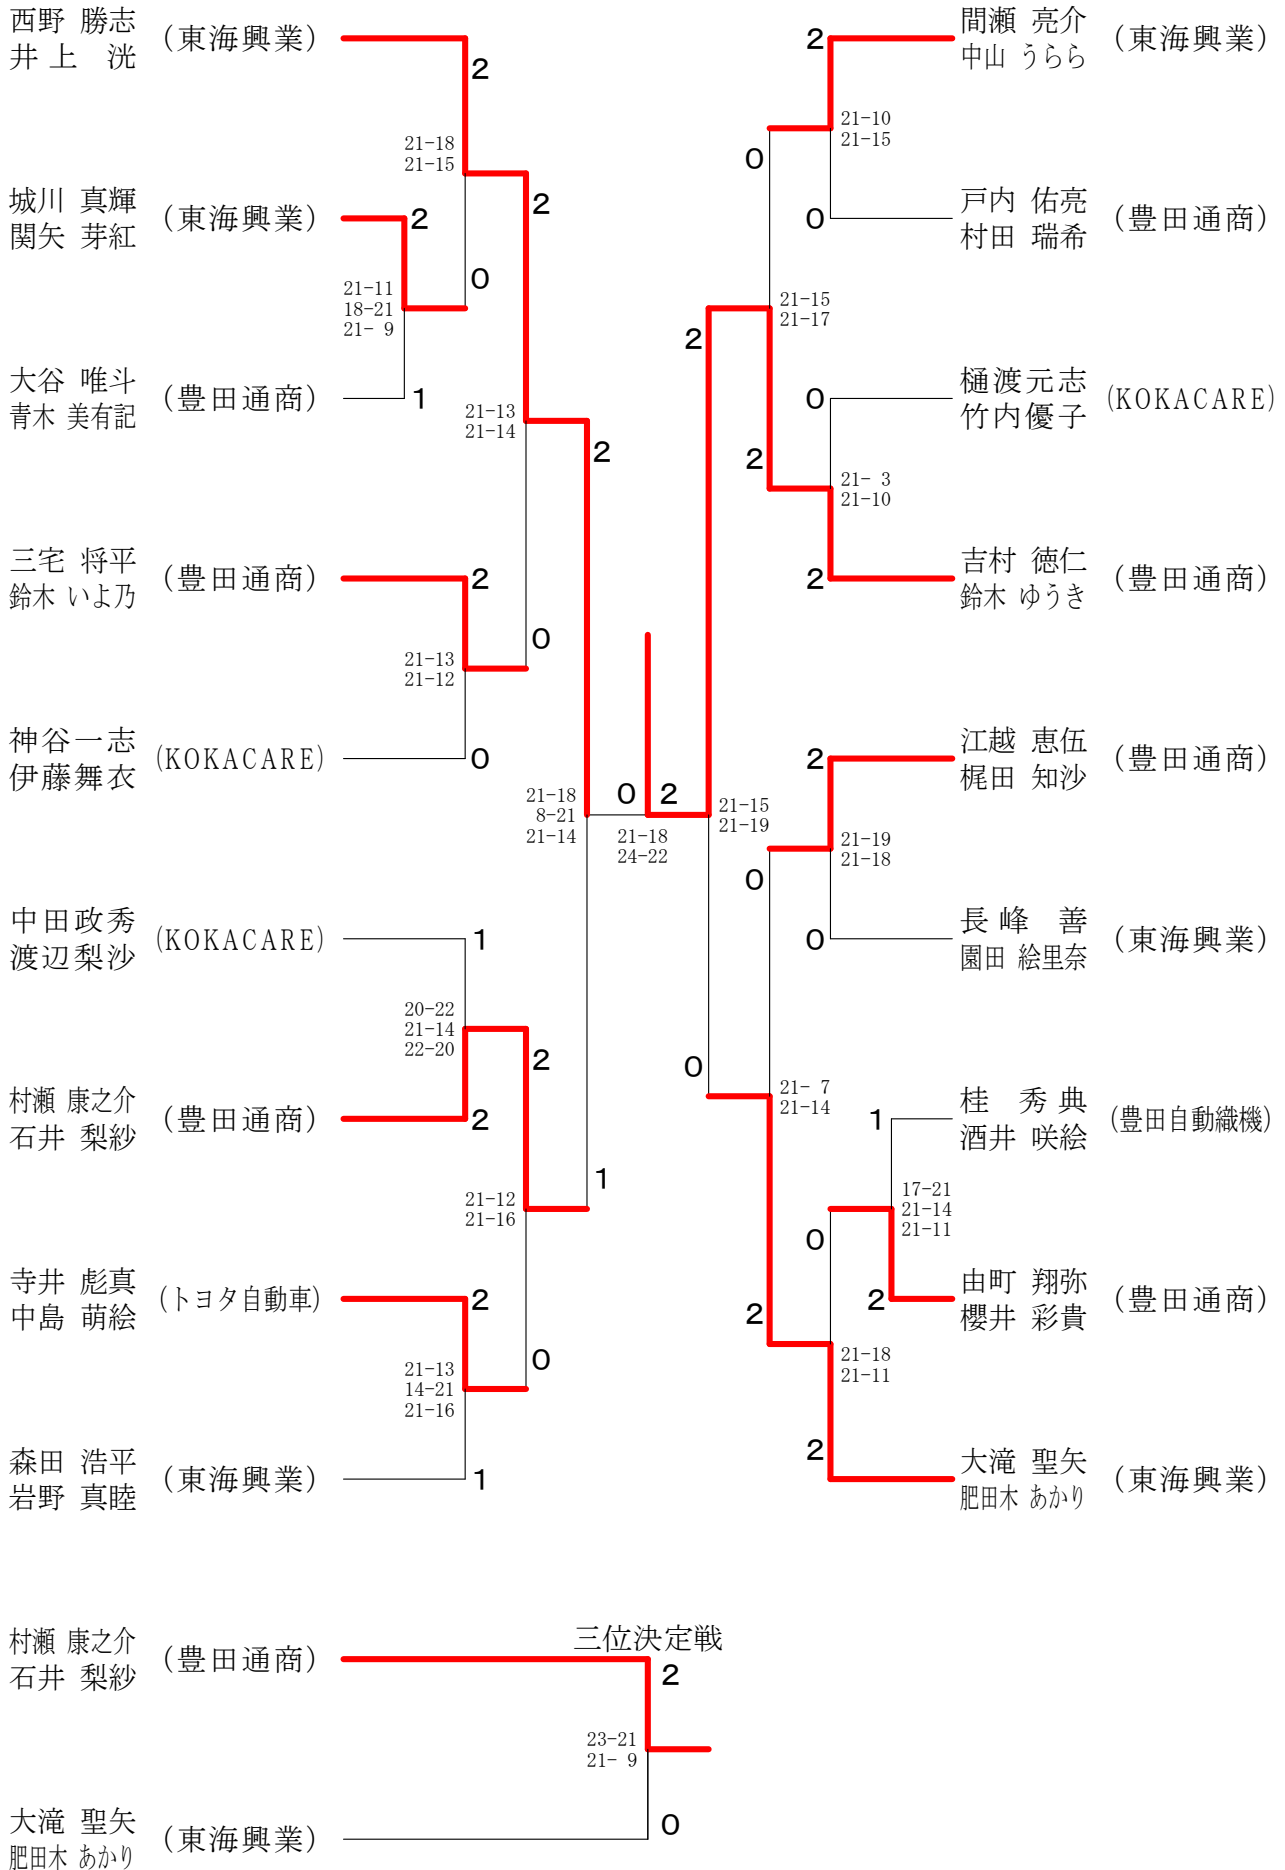 西野 勝志
井上 洸
(東海興業)
2
21-18
21-15
城川 真輝
関矢 芽紅
(東海興業)
2
2
0
21-11
18-21
21- 9
大谷 唯斗
青木 美有記
(豊田通商)
1
21-13
21-14
2
三宅 将平
鈴木 いよ乃
(豊田通商)
2
0
21-13
21-12
神谷一志
伊藤舞衣
(KOKACARE)
0
21-18
8-21
21-14
0
2
21-18
24-22
中田政秀
渡辺梨沙
(KOKACARE)
1
20-22
21-14
22-20
2
村瀬 康之介
石井 梨紗
(豊田通商)
2
1
21-12
21-16
寺井 彪真
中島 萌絵
(トヨタ自動車)
2
0
21-13
14-21
21-16
森田 浩平
岩野 真睦
(東海興業)
1
間瀬 亮介
中山 うらら
(東海興業)
2
21-10
21-15
0
戸内 佑亮
村田 瑞希
(豊田通商)
0
21-15
21-17
2
樋渡元志
竹内優子
(KOKACARE)
0
2
21- 3
21-10
吉村 徳仁
鈴木 ゆうき
(豊田通商)
2
江越 恵伍
梶田 知沙
(豊田通商)
2
21-15
21-19
21-19
21-18
0
長峰 善
園田 絵里奈
(東海興業)
0
0
21- 7
21-14
桂 秀典
酒井 咲絵
(豊田自動織機)
1
17-21
21-14
21-11
0
由町 翔弥
櫻井 彩貴
(豊田通商)
2
2
21-18
21-11
大滝 聖矢
肥田木 あかり
(東海興業)
2
三位決定戦
村瀬 康之介
石井 梨紗
(豊田通商)
2
23-21
21- 9
大滝 聖矢
肥田木 あかり
(東海興業)
0